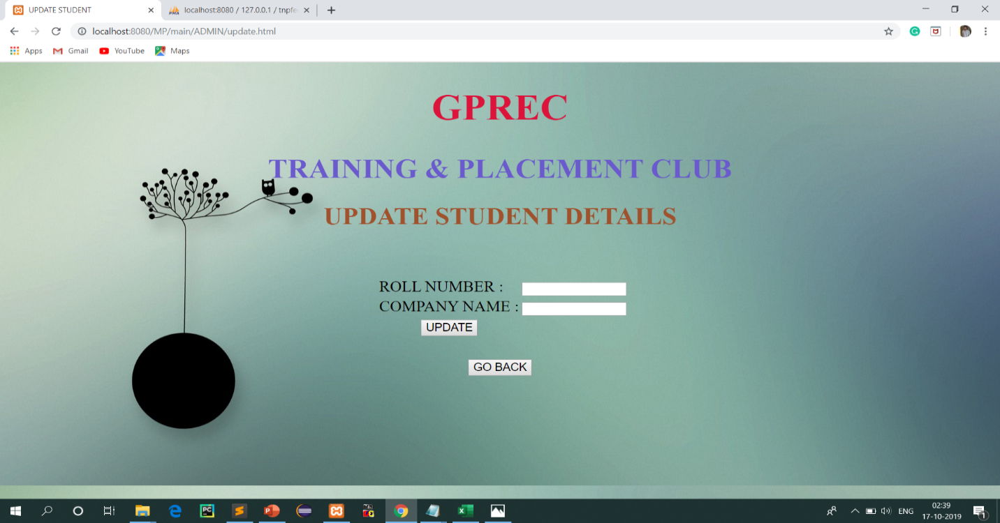 UPDATE STUDENT
localhost:8080 / 127.0.0.1 / tnpfe
localhost:8080/MP/main/ADMIN/update.html
Apps Gmail YouTube Maps
GPREC
TRAINING & PLACEMENT CLUB
UPDATE STUDENT DETAILS
ROLL NUMBER :
COMPANY NAME :
UPDATE
GO BACK
ENG
02:39
17-10-2019
1